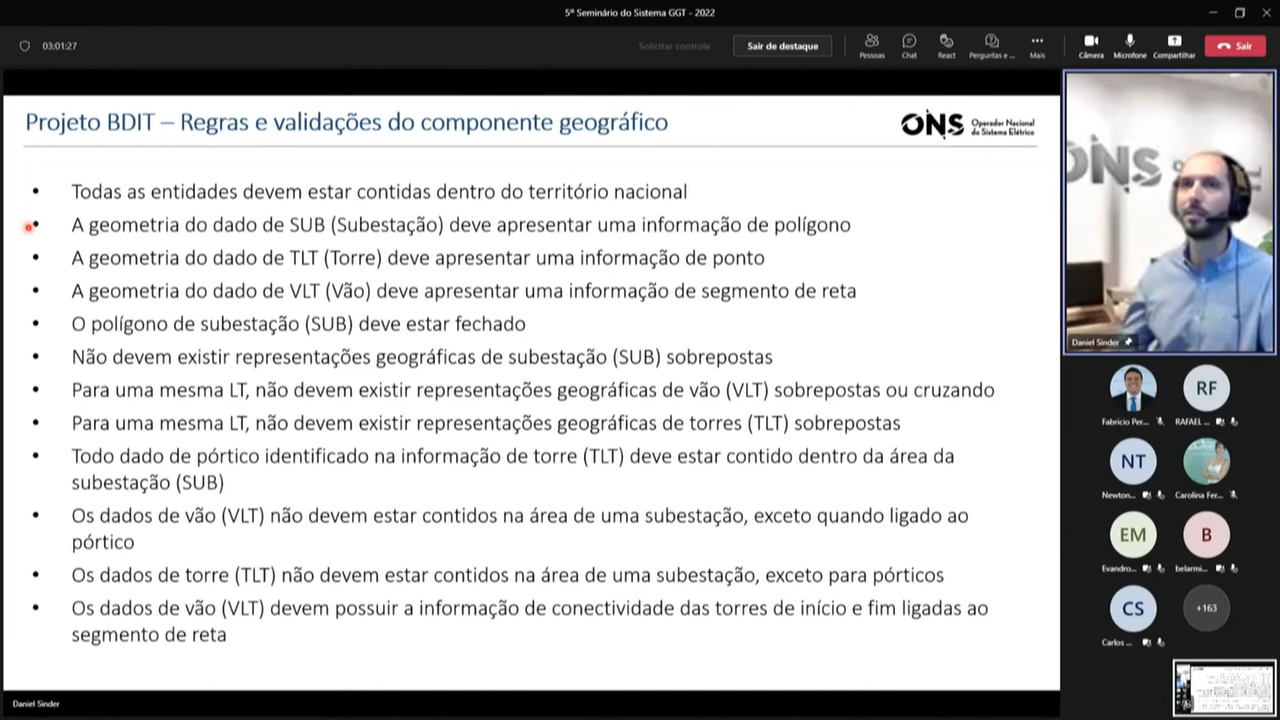 5º Seminário do Sistema GGT - 2022
03:01:27
Solicitar controle
Sair de destaque
Pessoas
Chat
React
Perguntas e ...
Mais
Câmera
Microfone
Compartilhar
Sair
Projeto BDIT – Regras e validações do componente geográfico
ONS Operador Nacional
do Sistema Elétrico
• Todas as entidades devem estar contidas dentro do território nacional
• A geometria do dado de SUB (Subestação) deve apresentar uma informação de polígono
• A geometria do dado de TLT (Torre) deve apresentar uma informação de ponto
• A geometria do dado de VLT (Vão) deve apresentar uma informação de segmento de reta
• O polígono de subestação (SUB) deve estar fechado
• Não devem existir representações geográficas de subestação (SUB) sobrepostas
• Para uma mesma LT, não devem existir representações geográficas de vão (VLT) sobrepostas ou cruzando
• Para uma mesma LT, não devem existir representações geográficas de torres (TLT) sobrepostas
• Todo dado de pórtico identificado na informação de torre (TLT) deve estar contido dentro da área da
subestação (SUB)
• Os dados de vão (VLT) não devem estar contidos na área de uma subestação, exceto quando ligado ao
pórtico
• Os dados de torre (TLT) não devem estar contidos na área de uma subestação, exceto para pórticos
• Os dados de vão (VLT) devem possuir a informação de conectividade das torres de início e fim ligadas ao
segmento de reta
Daniel Sinder
ONS
Daniel Sinder
RF
Fabricio Per...
RAFAEL ...
NT
Newton...
Carolina Fer...
EM
B
Evandro...
belarmi...
CS
+163
Carlos ...